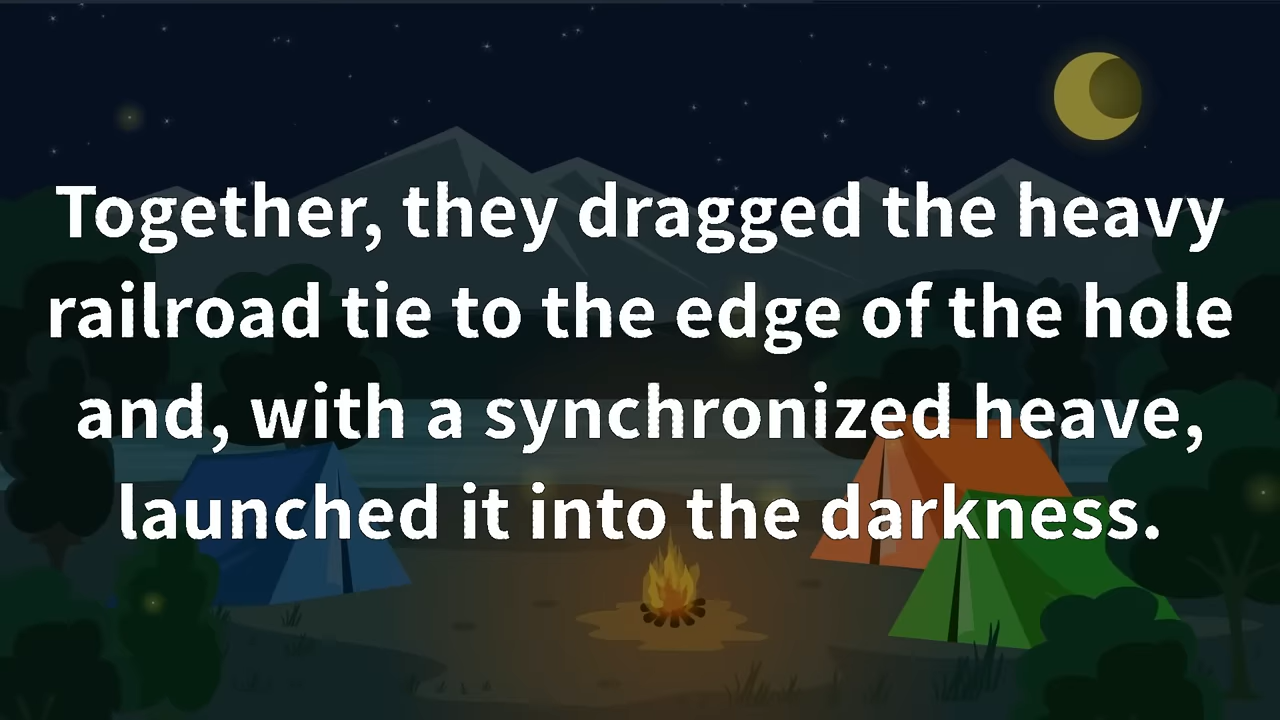 Together, they dragged the heavy
railroad tie to the edge of the hole
and, with a synchronized heave,
launched it into the darkness.